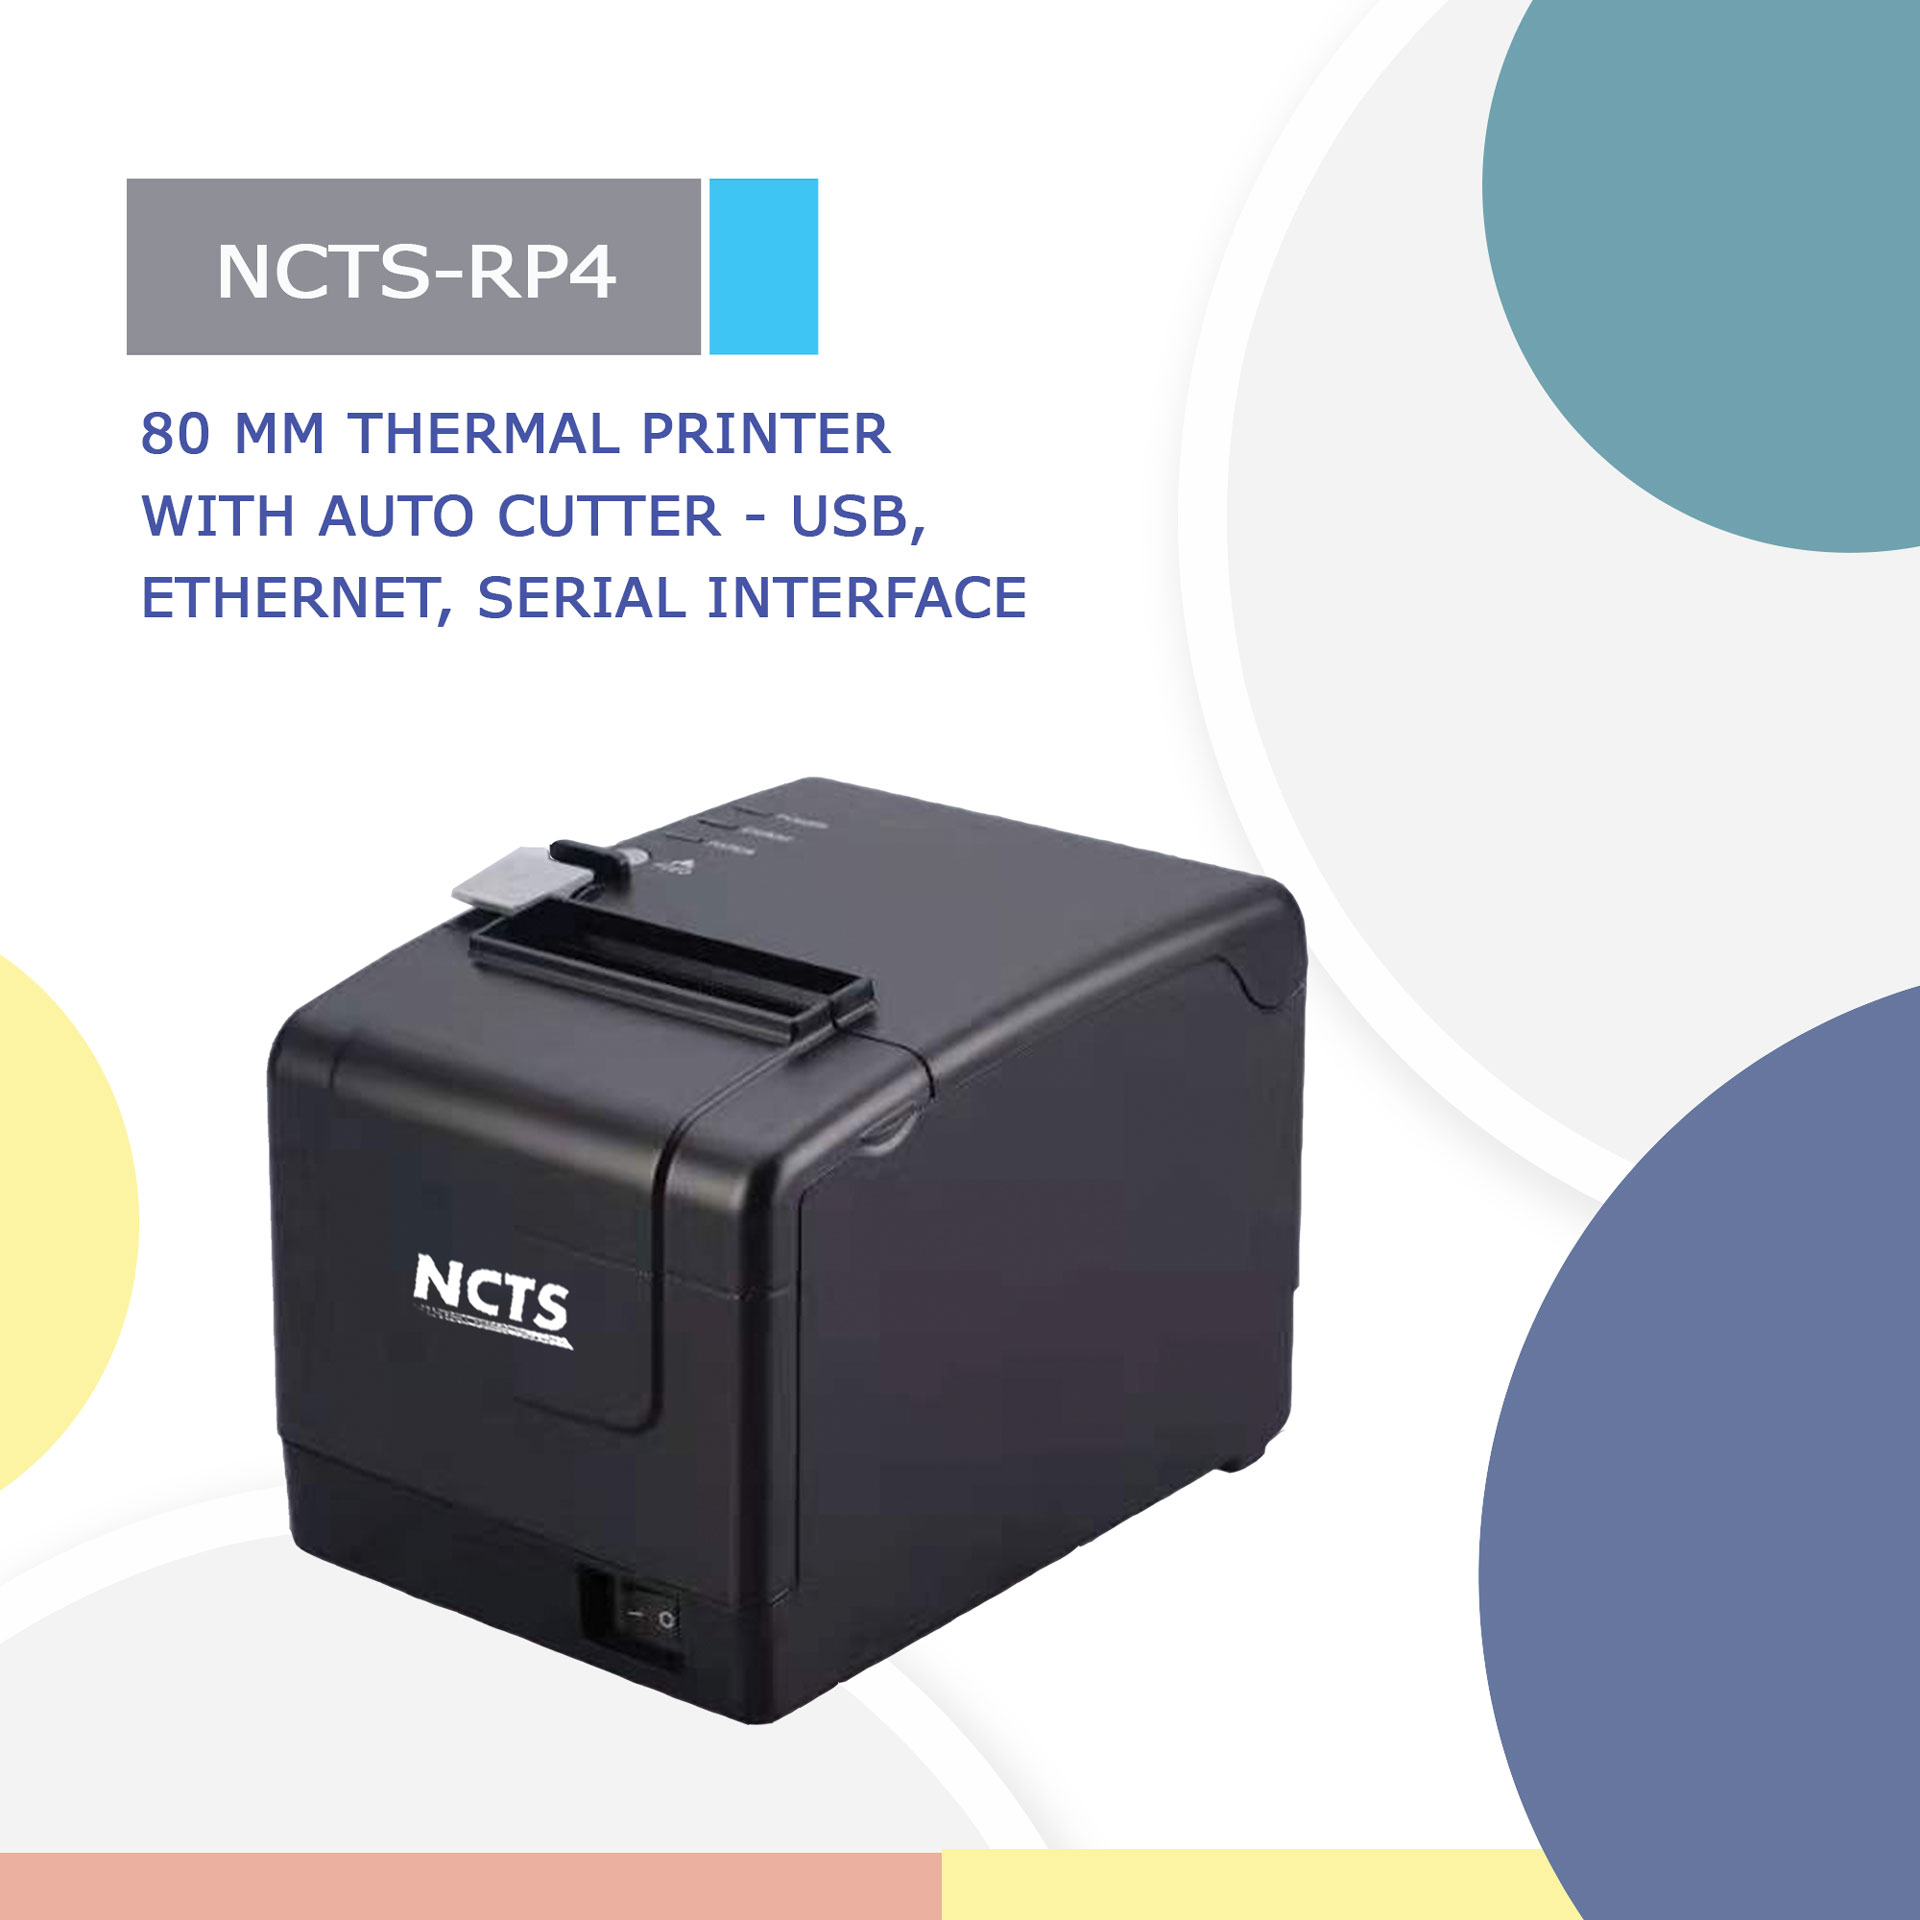 NCTS-RP4
80 MM THERMAL PRINTER
WITH AUTO CUTTER - USB,
ETHERNET, SERIAL INTERFACE
NCTS